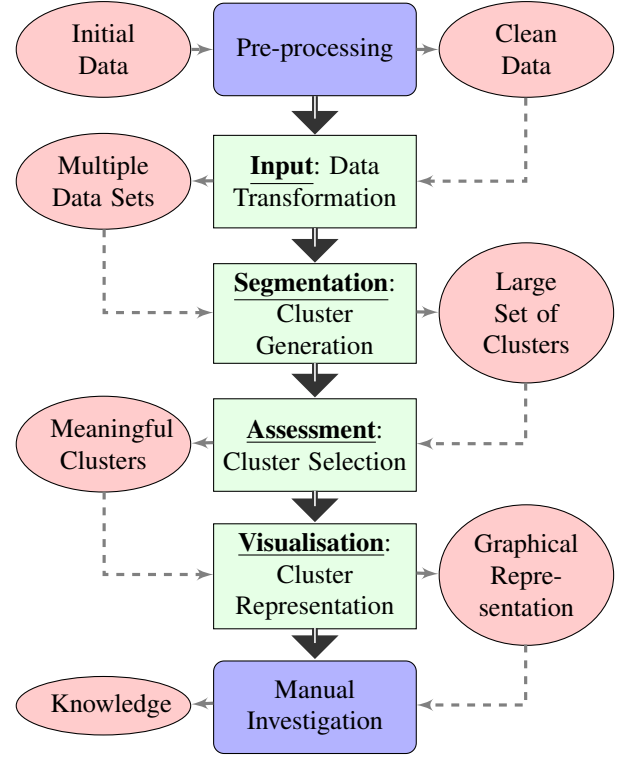 Initial
Data
Pre-processing
Clean
Data
Multiple
Data Sets
Input: Data
Transformation
Segmentation:
Cluster
Generation
Large
Set of
Clusters
Meaningful
Clusters
Assessment:
Cluster Selection
Visualisation:
Cluster
Representation
Graphical
Repre-
sentation
Knowledge
Manual
Investigation